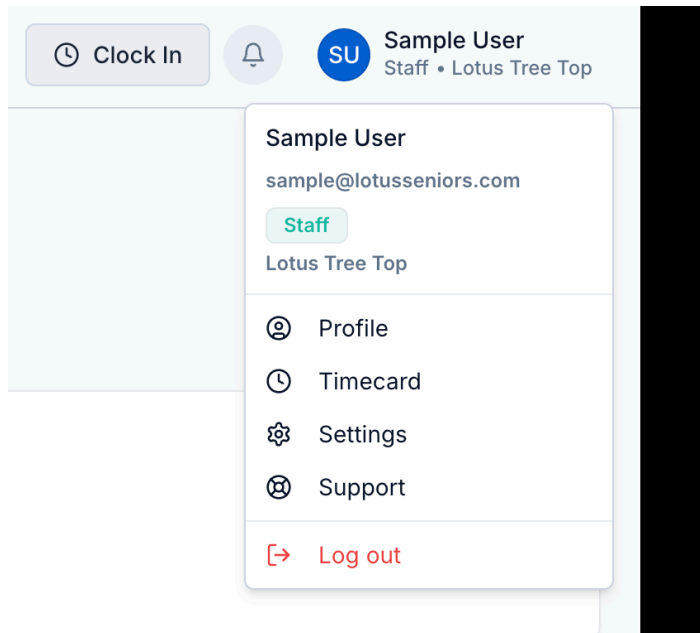 Clock In
SU
Sample User
Staff • Lotus Tree Top
Sample User
sample@lotusseniors.com
Staff
Lotus Tree Top
Profile
Timecard
Settings
Support
Log out